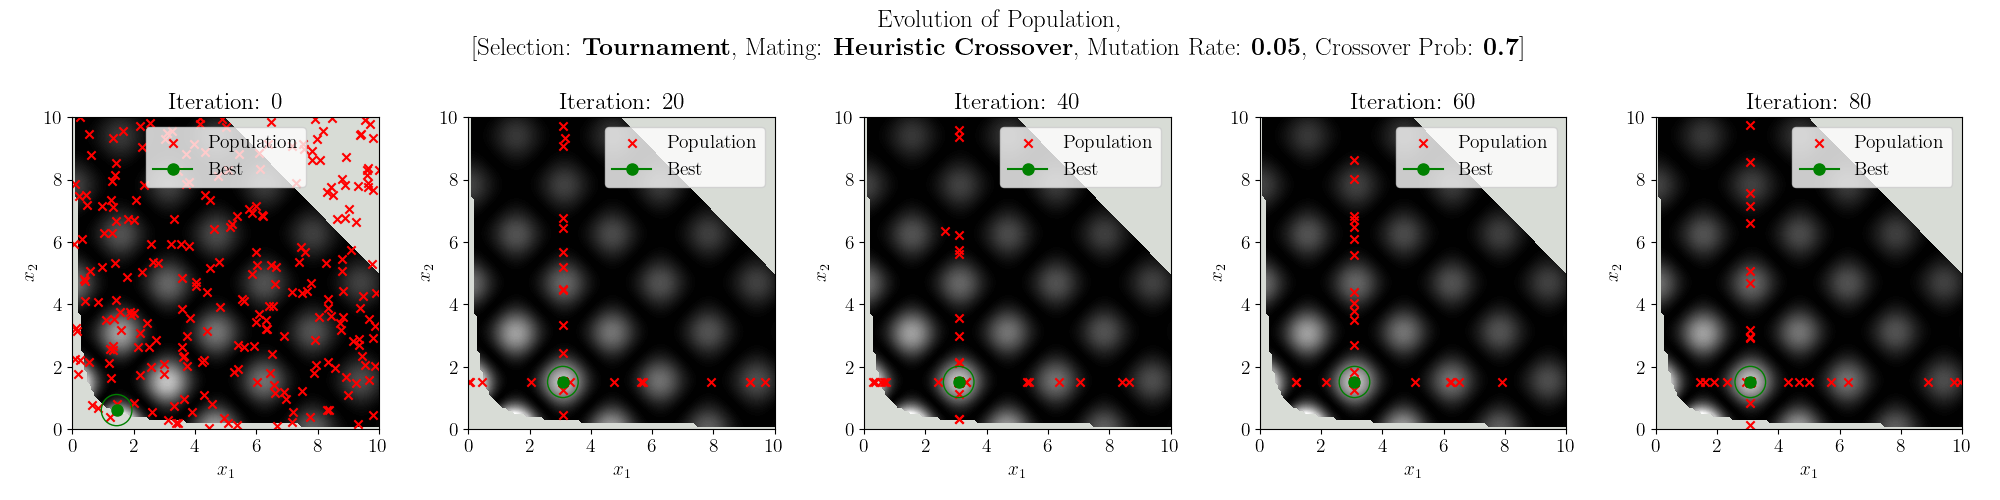 Evolution of Population,
[Selection: Tournament, Mating: Heuristic Crossover, Mutation Rate: 0.05, Crossover Prob: 0.7]
Iteration: 0
10
8
6
4
2
0
x2
0 2 4 6 8 10
x1
Population
Best
Iteration: 20
10
8
6
4
2
0
x2
0 2 4 6 8 10
x1
Population
Best
Iteration: 40
10
8
6
4
2
0
x2
0 2 4 6 8 10
x1
Population
Best
Iteration: 60
10
8
6
4
2
0
x2
0 2 4 6 8 10
x1
Population
Best
Iteration: 80
10
8
6
4
2
0
x2
0 2 4 6 8 10
x1
Population
Best